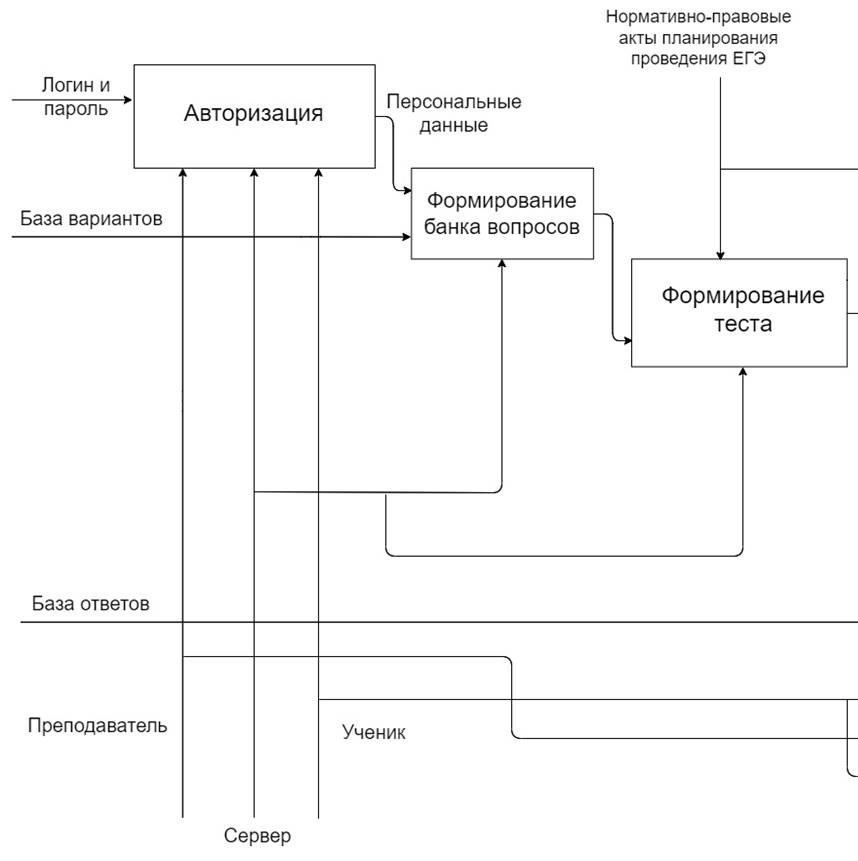 Нормативно-правовые
акты планирования
проведения ЕГЭ
Логин и
пароль
Авторизация
Персональные
данные
База вариантов
Формирование
банка вопросов
Формирование
теста
База ответов
Преподаватель
Ученик
Сервер